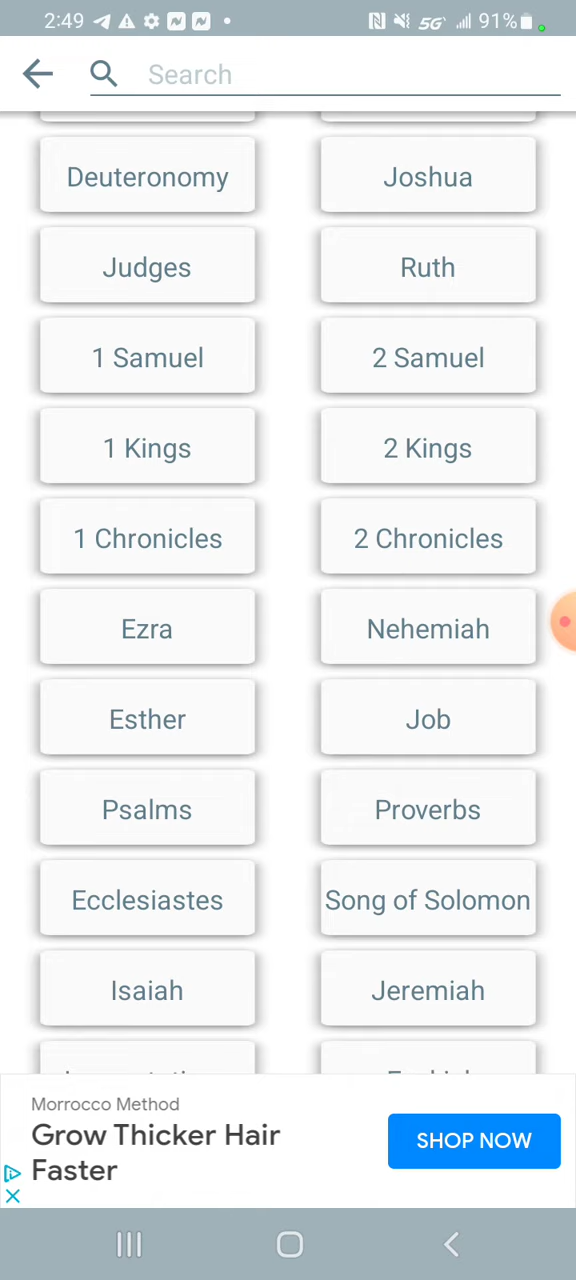 2:49 5G 91%
Search
Deuteronomy Joshua
Judges Ruth
1 Samuel 2 Samuel
1 Kings 2 Kings
1 Chronicles 2 Chronicles
Ezra Nehemiah
Esther Job
Psalms Proverbs
Ecclesiastes Song of Solomon
Isaiah Jeremiah
Morrocco Method
Grow Thicker Hair
Faster
SHOP NOW